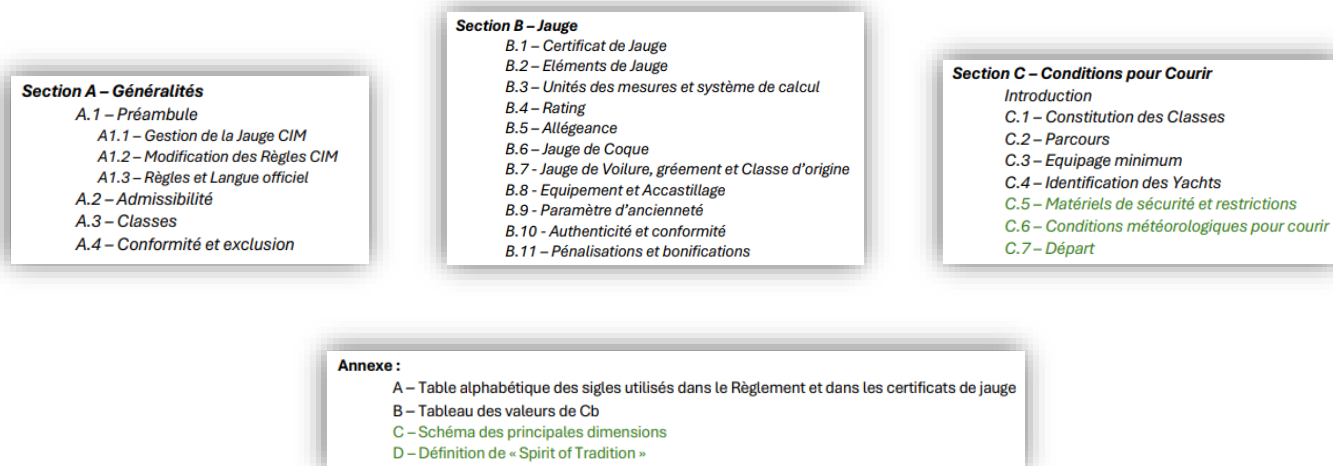 Section A – Généralités
A.1 – Préambule
A1.1 – Gestion de la Jauge CIM
A1.2 – Modification des Règles CIM
A1.3 – Règles et Langue officiel
A.2 – Admissibilité
A.3 – Classes
A.4 – Conformité et exclusion
Section B – Jauge
B.1 – Certificat de Jauge
B.2 – Eléments de Jauge
B.3 – Unités des mesures et système de calcul
B.4 – Rating
B.5 – Allégeance
B.6 – Jauge de Coque
B.7 - Jauge de Voilure, gréement et Classe d'origine
B.8 - Equipement et Accastillage
B.9 - Paramètre d'ancienneté
B.10 - Authenticité et conformité
B.11 – Pénalisations et bonifications
Section C – Conditions pour Courir
Introduction
C.1 – Constitution des Classes
C.2 – Parcours
C.3 – Equipage minimum
C.4 – Identification des Yachts
C.5 – Matériels de sécurité et restrictions
C.6 – Conditions météorologiques pour courir
C.7 – Départ
Annexe :
A – Table alphabétique des sigles utilisés dans le Règlement et dans les certificats de jauge
B – Tableau des valeurs de Cb
C – Schéma des principales dimensions
D – Définition de « Spirit of Tradition »